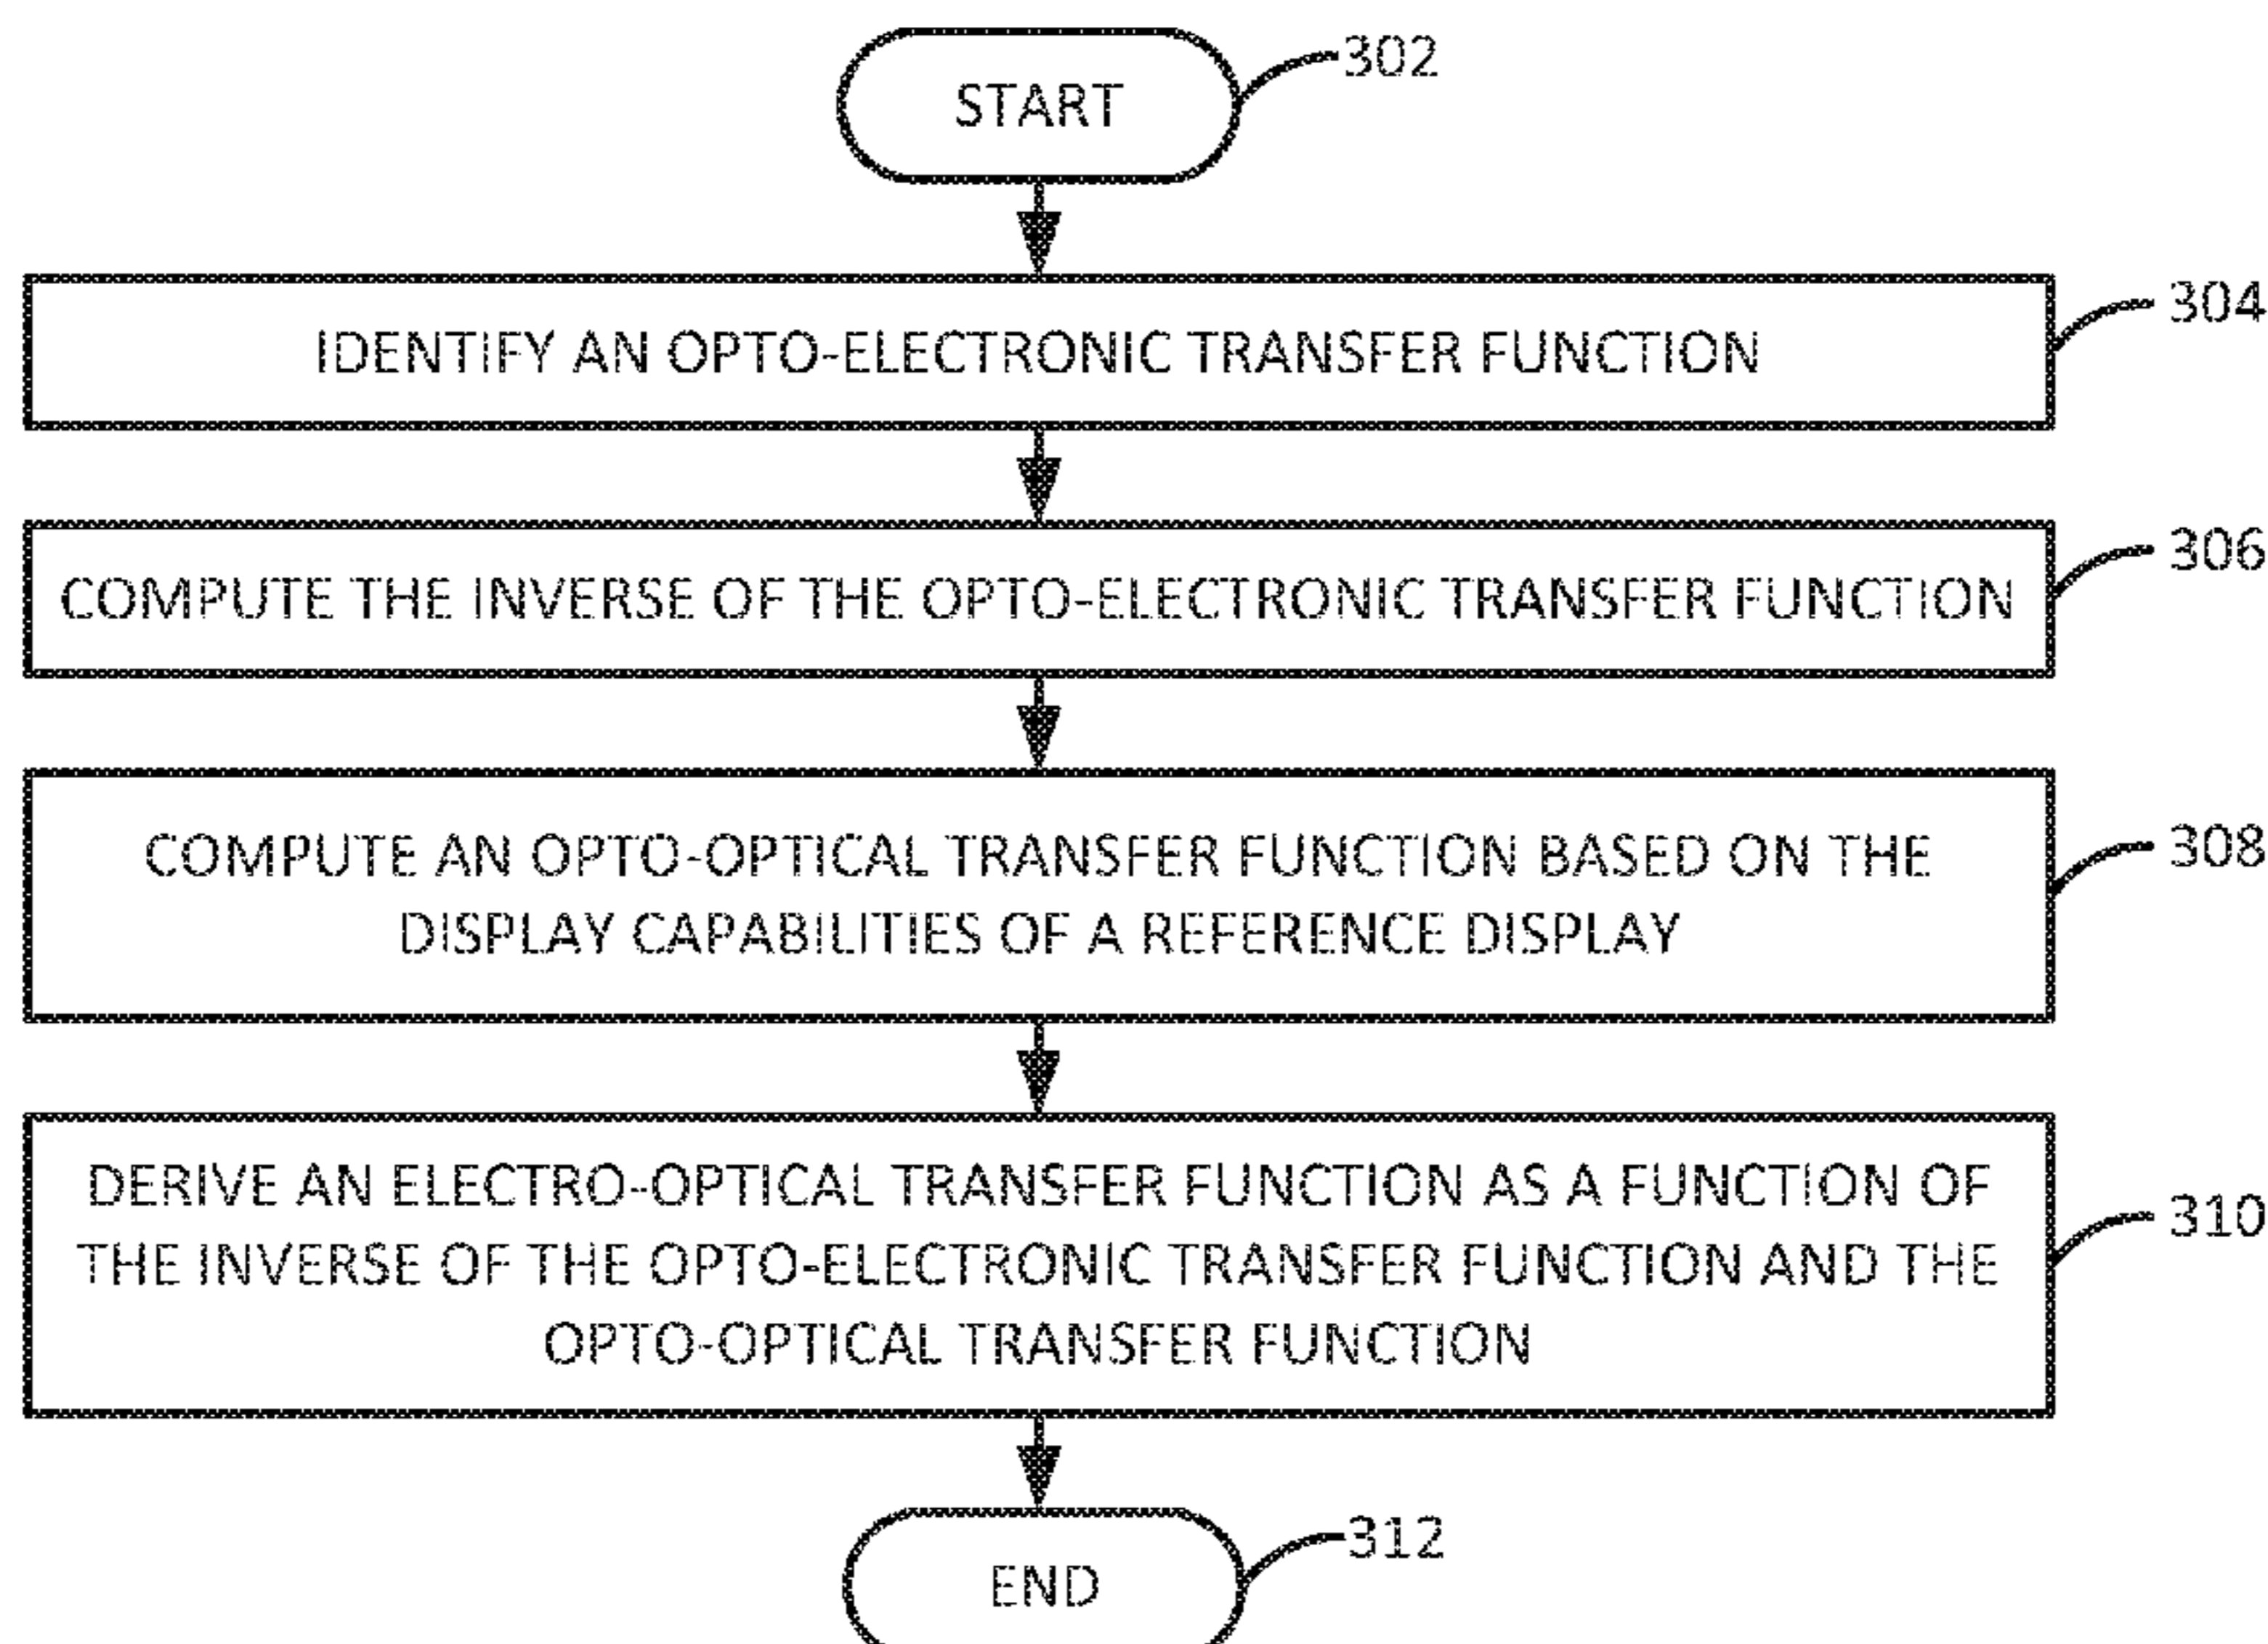 START
302
IDENTIFY AN OPTO-ELECTRONIC TRANSFER FUNCTION
304
COMPUTE THE INVERSE OF THE OPTO-ELECTRONIC TRANSFER FUNCTION
306
COMPUTE AN OPTO-OPTICAL TRANSFER FUNCTION BASED ON THE
DISPLAY CAPABILITIES OF A REFERENCE DISPLAY
308
DERIVE AN ELECTRO-OPTICAL TRANSFER FUNCTION AS A FUNCTION OF
THE INVERSE OF THE OPTO-ELECTRONIC TRANSFER FUNCTION AND THE
OPTO-OPTICAL TRANSFER FUNCTION
310
END
312